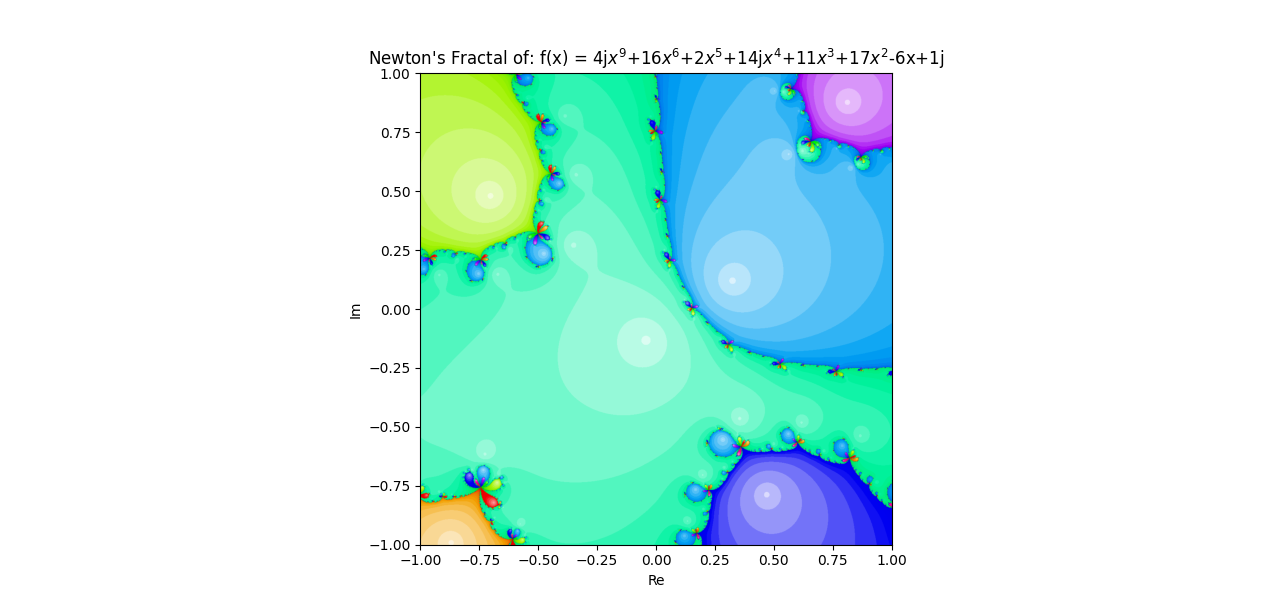 Newton's Fractal of: f(x) = 4jx⁹+16x⁶+2x⁵+14jx⁴+11x³+17x²-6x+1j
1.00
0.75
0.50
0.25
0.00
−0.25
−0.50
−0.75
−1.00
Im
−1.00 −0.75 −0.50 −0.25 0.00 0.25 0.50 0.75 1.00
Re